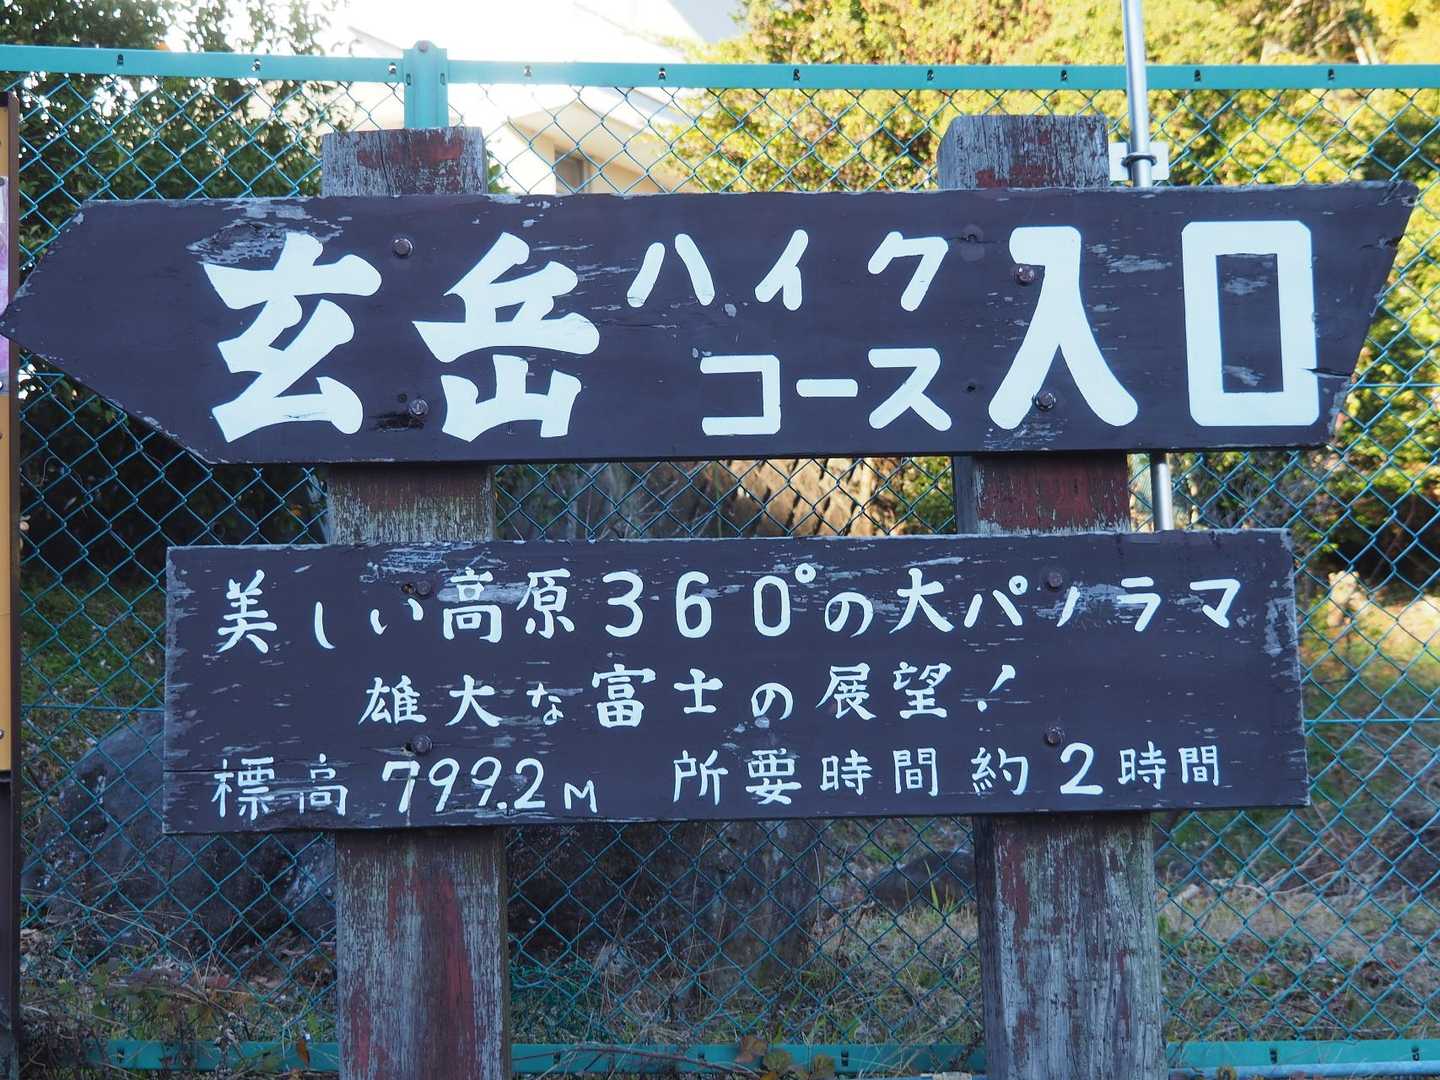 玄岳ハイクコース入口
美しい高原360°の大パノラマ
雄大な富士の展望!
標高799.2M 所要時間約2時間